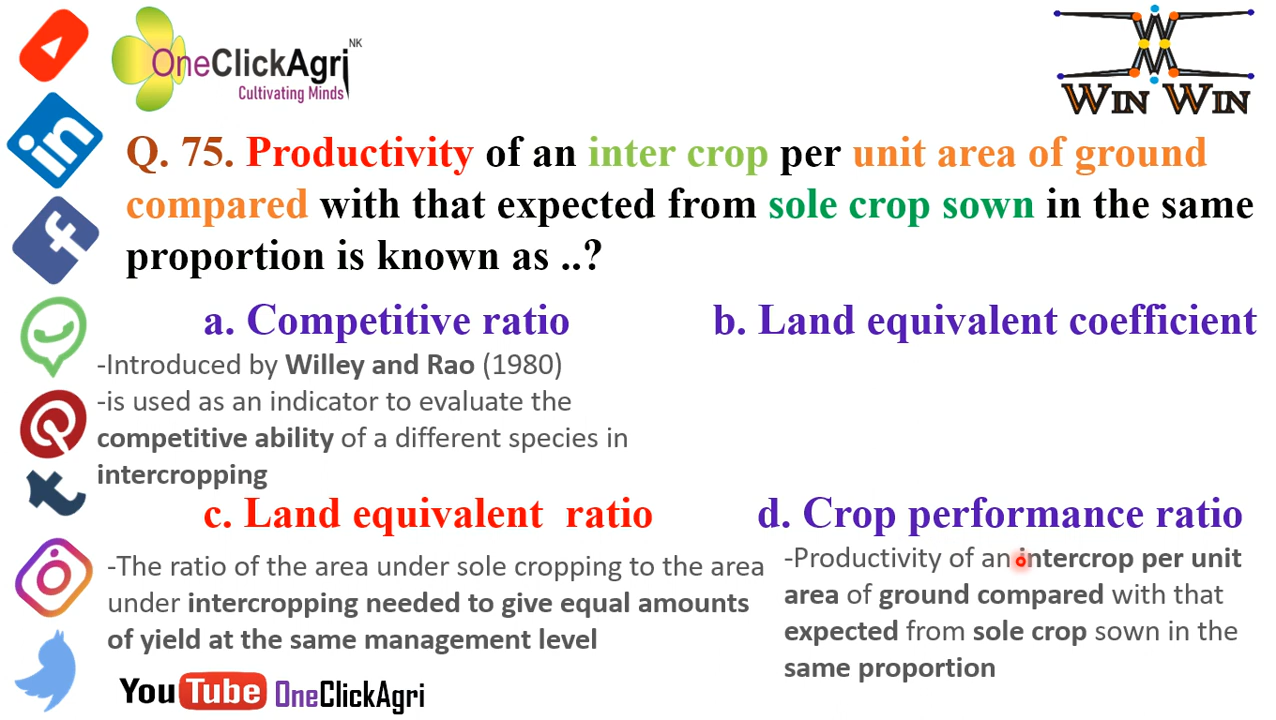 OneClickAgri NK
Cultivating Minds
WIN WIN
Q. 75. Productivity of an inter crop per unit area of ground
compared with that expected from sole crop sown in the same
proportion is known as ..?
a. Competitive ratio
-Introduced by Willey and Rao (1980)
-is used as an indicator to evaluate the
competitive ability of a different species in
intercropping
b. Land equivalent coefficient
c. Land equivalent ratio
-The ratio of the area under sole cropping to the area
under intercropping needed to give equal amounts
of yield at the same management level
d. Crop performance ratio
-Productivity of an intercrop per unit
area of ground compared with that
expected from sole crop sown in the
same proportion
YouTube OneClickAgri